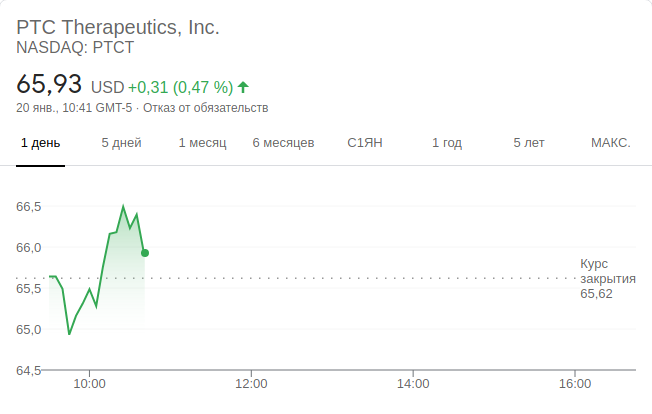 PTC Therapeutics, Inc.
NASDAQ: PTCT
65,93 USD +0,31 (0,47 %)
20 янв., 10:41 GMT-5 · Отказ от обязательств
1 день 5 дней 1 месяц 6 месяцев С1ЯН 1 год 5 лет МАКС.
66,5
66,0
65,5
65,0
64,5
Курс
закрытия
65,62
10:00 12:00 14:00 16:00